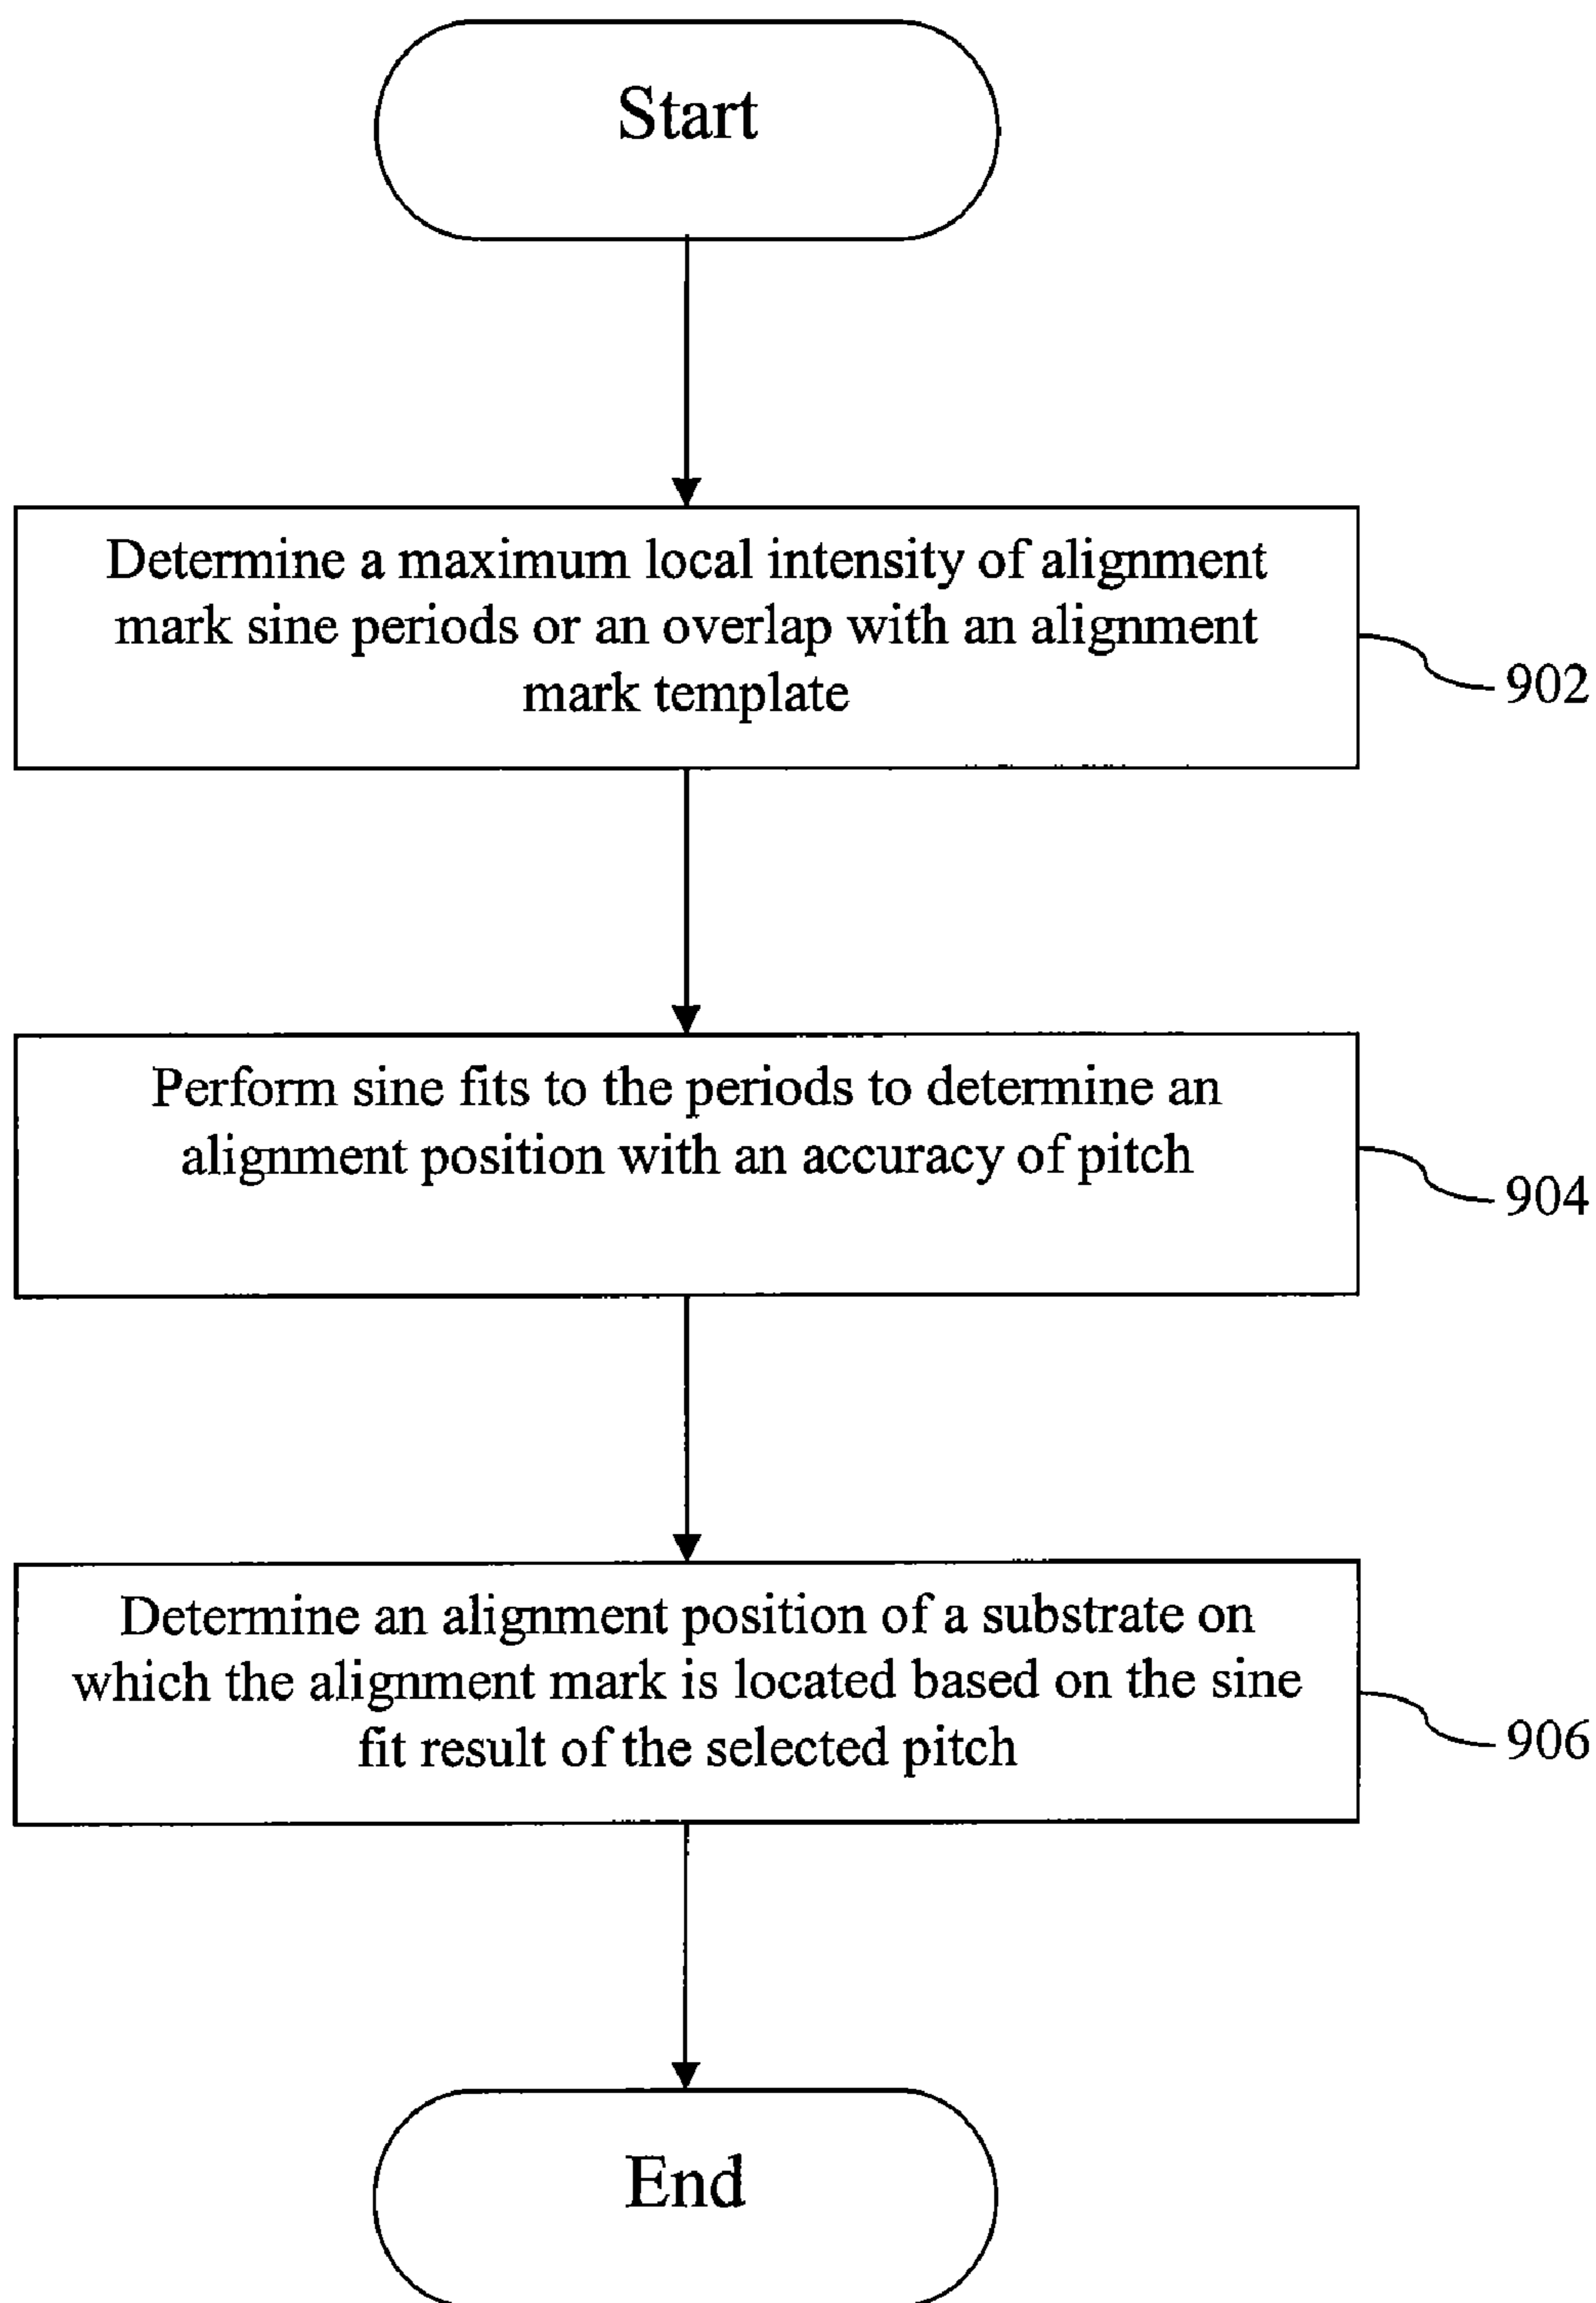 Start
Determine a maximum local intensity of alignment
mark sine periods or an overlap with an alignment
mark template
902
Perform sine fits to the periods to determine an
alignment position with an accuracy of pitch
904
Determine an alignment position of a substrate on
which the alignment mark is located based on the sine
fit result of the selected pitch
906
End